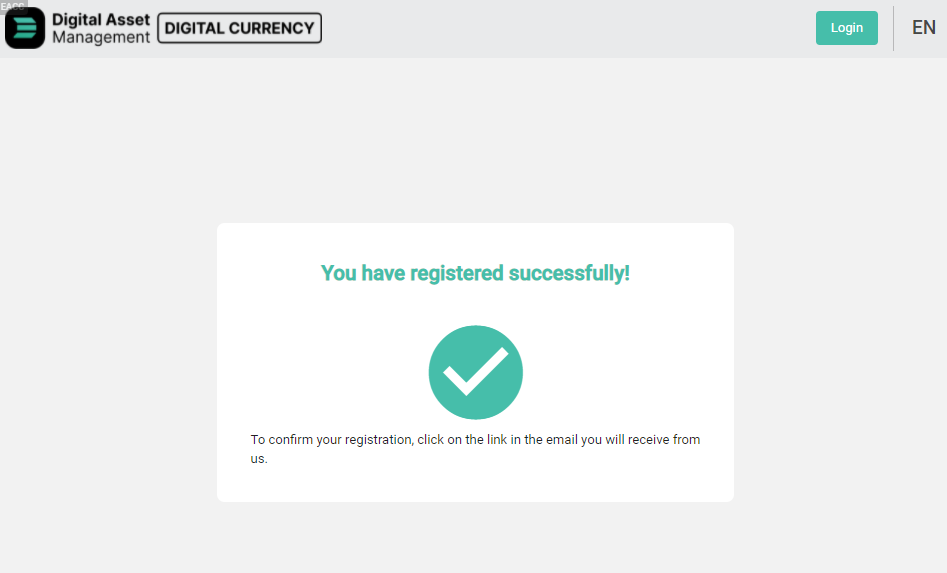 EACC
Digital Asset
Management
DIGITAL CURRENCY
Login
EN
You have registered successfully!
To confirm your registration, click on the link in the email you will receive from
us.